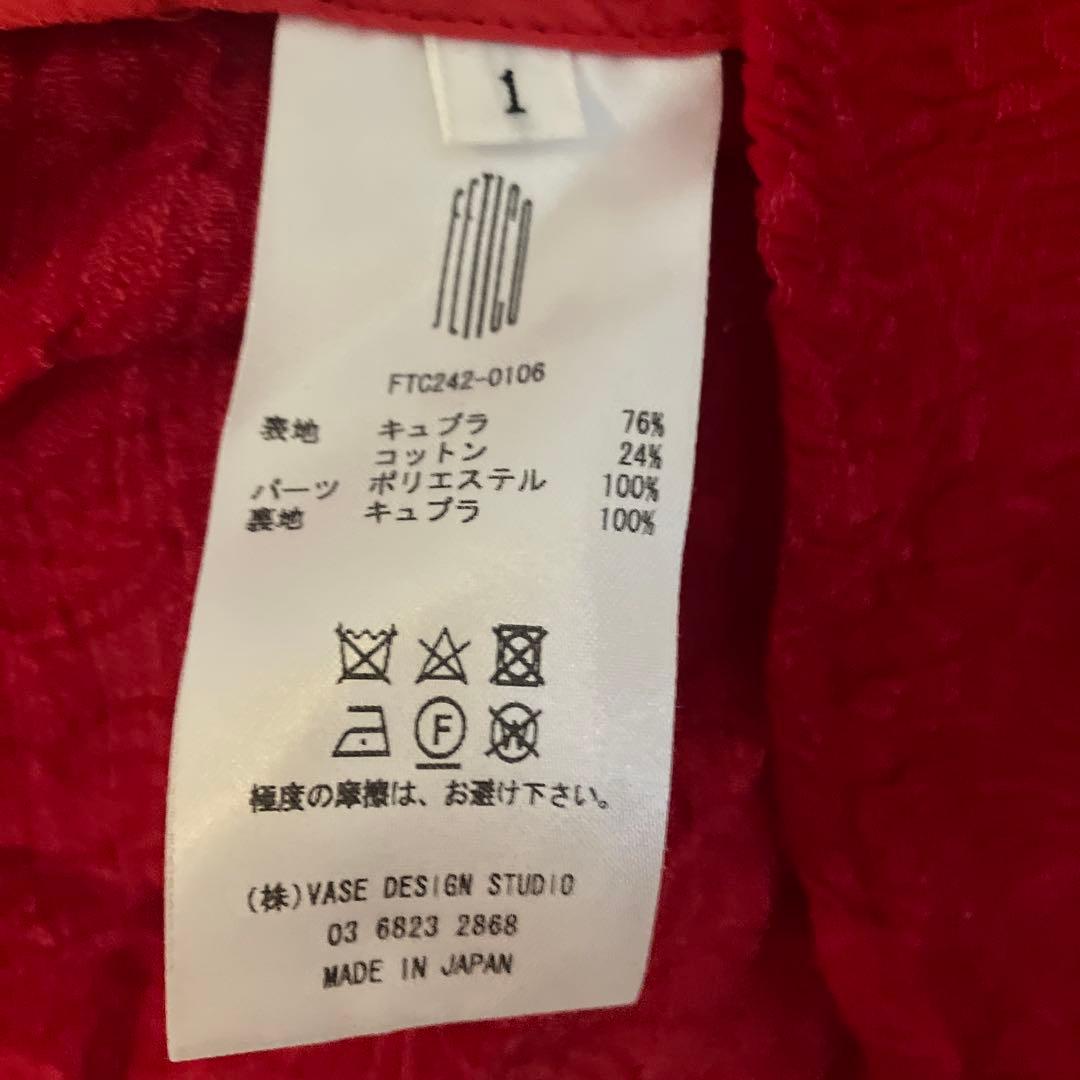 1
FETICO
FTC242-0106
表地 キュプラ 76%
コットン 24%
パーツ ポリエステル 100%
裏地 キュプラ 100%
F
W
極度の摩擦は、お避け下さい。
(株)VASE DESIGN STUDIO
03 6823 2868
MADE IN JAPAN